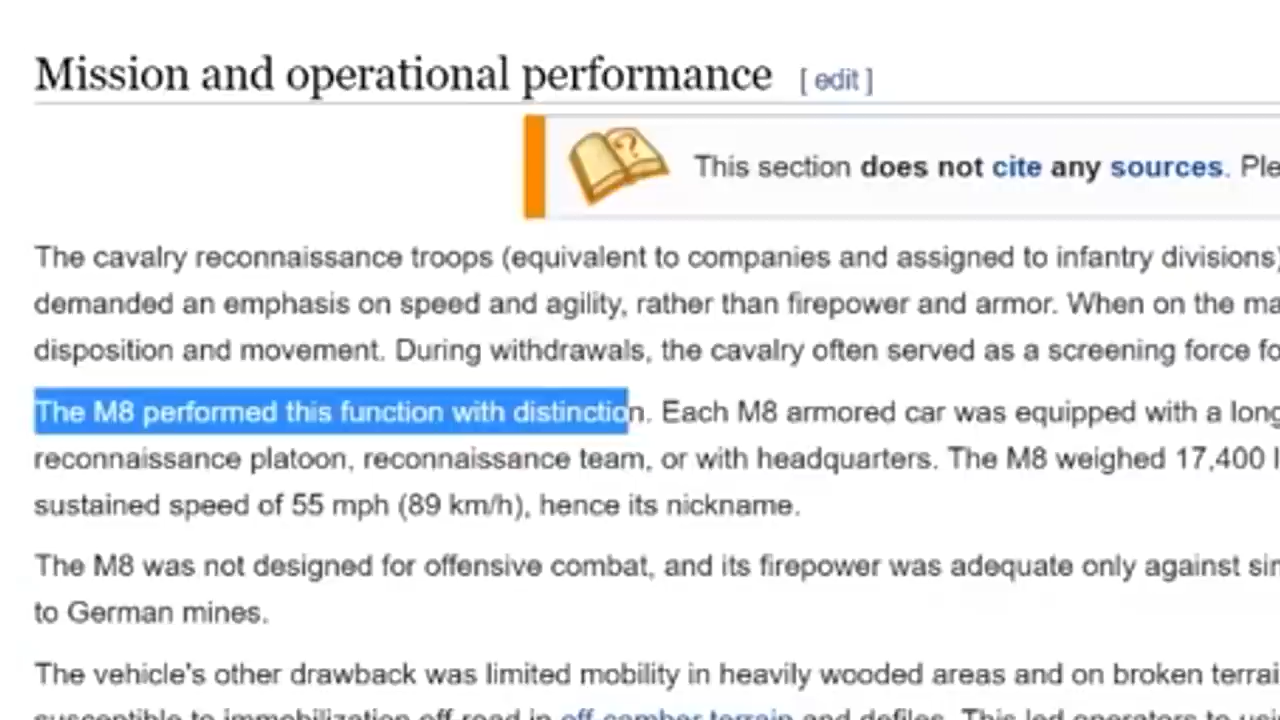 Mission and operational performance [ edit ]
This section does not cite any sources. Ple
The cavalry reconnaissance troops (equivalent to companies and assigned to infantry divisions)
demanded an emphasis on speed and agility, rather than firepower and armor. When on the ma
disposition and movement. During withdrawals, the cavalry often served as a screening force fo
The M8 performed this function with distinction. Each M8 armored car was equipped with a long
reconnaissance platoon, reconnaissance team, or with headquarters. The M8 weighed 17,400 l
sustained speed of 55 mph (89 km/h), hence its nickname.
The M8 was not designed for offensive combat, and its firepower was adequate only against sim
to German mines.
The vehicle's other drawback was limited mobility in heavily wooded areas and on broken terrai
susceptible to immobilization off-road in off-camber terrain and defiles. This led operators to usi